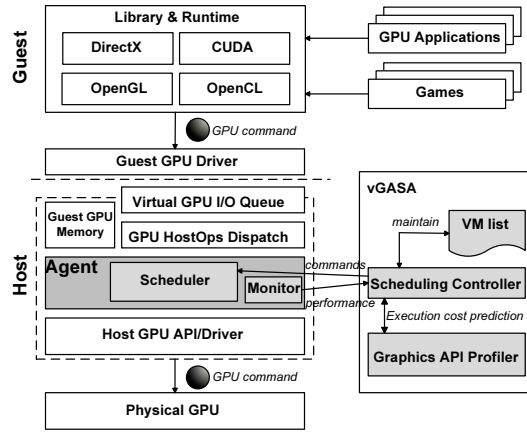 Guest
Library & Runtime
DirectX
CUDA
OpenGL
OpenCL
GPU Applications
Games
GPU command
Guest GPU Driver
Host
Virtual GPU I/O Queue
Guest GPU
Memory
GPU HostOps Dispatch
Agent
Scheduler
Monitor
Host GPU API/Driver
GPU command
Physical GPU
vGASA
maintain
VM list
commands
Scheduling Controller
performance
Execution cost prediction
Graphics API Profiler